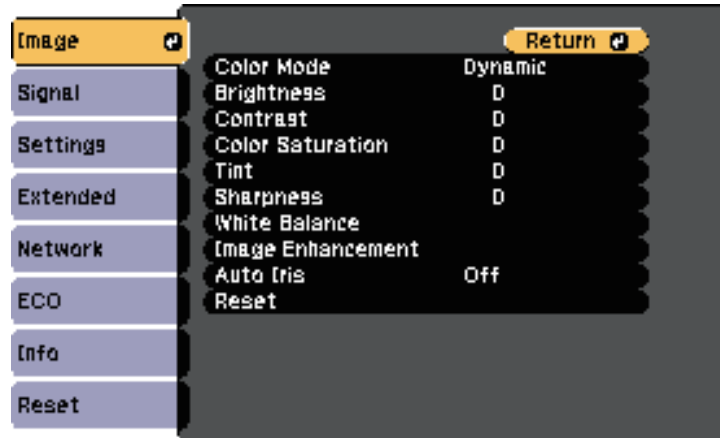 Image
Signal
Settings
Extended
Network
ECO
Info
Reset
Return
Color Mode Dynamic
Brightness 0
Contrast 0
Color Saturation 0
Tint 0
Sharpness 0
White Balance
Image Enhancement
Auto Iris Off
Reset